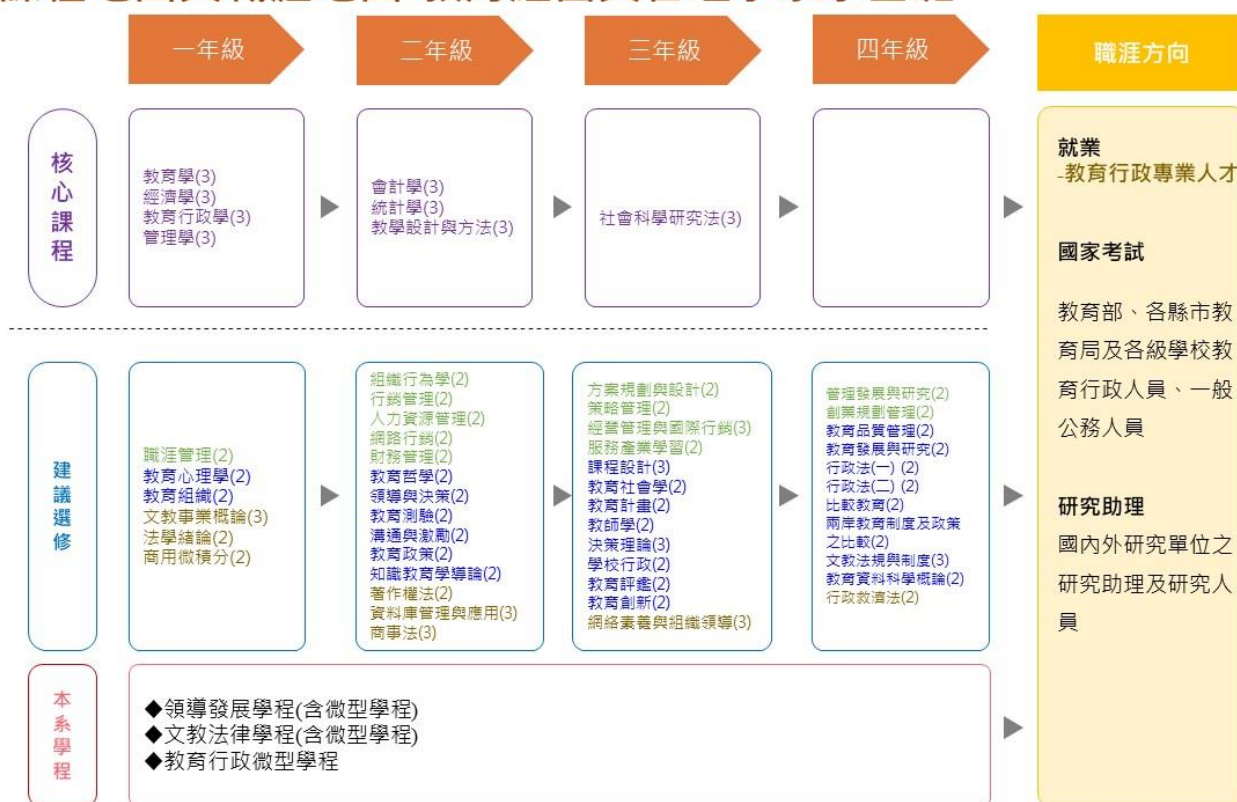 一年級
二年級
三年級
四年級
職涯方向
核
心
課
程
教育學(3)
經濟學(3)
教育行政學(3)
管理學(3)
會計學(3)
統計學(3)
教學設計與方法(3)
社會科學研究法(3)
建
議
選
修
職涯管理(2)
教育心理學(2)
教育組織(2)
文教事業概論(3)
法學緒論(2)
商用微積分(2)
組織行為學(2)
行銷管理(2)
人力資源管理(2)
網路行銷(2)
財務管理(2)
教育哲學(2)
領導與決策(2)
教育測驗(2)
溝通與激勵(2)
教育政策(2)
知識教育學導論(2)
著作權法(2)
資料庫管理與應用(3)
商事法(3)
方案規劃與設計(2)
策略管理(2)
經營管理與國際行銷(3)
服務產業學習(2)
課程設計(3)
教育社會學(2)
教育計畫(2)
教師學(2)
決策理論(3)
學校行政(2)
教育評鑑(2)
教育創新(2)
網絡素養與組織領導(3)
管理發展與研究(2)
創業規劃管理(2)
教育品質管理(2)
教育發展與研究(2)
行政法(一) (2)
行政法(二) (2)
比較教育(2)
兩岸教育制度及政策
之比較(2)
文教法規與制度(3)
教育資料科學概論(2)
行政救濟法(2)
本
系
學
程
◆領導發展學程(含微型學程)
◆文教法律學程(含微型學程)
◆教育行政微型學程
就業
-教育行政專業人才
國家考試
教育部、各縣市教
育局及各級學校教
育行政人員、一般
公務人員
研究助理
國內外研究單位之
研究助理及研究人
員